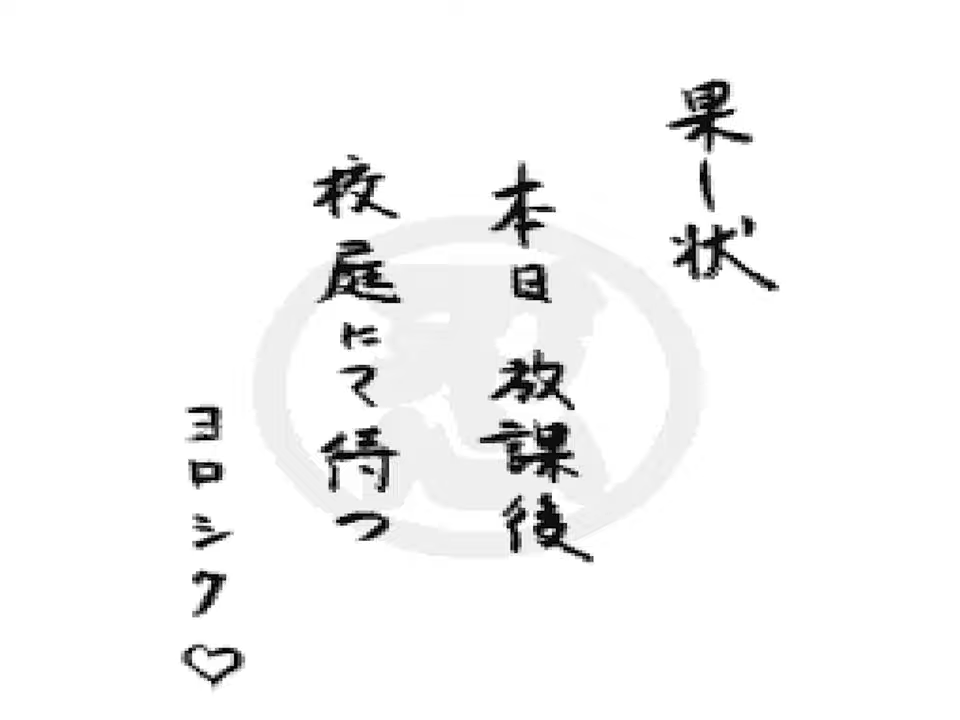 果し状
本日 放課後
校庭にて待つ
ヨロシク♡